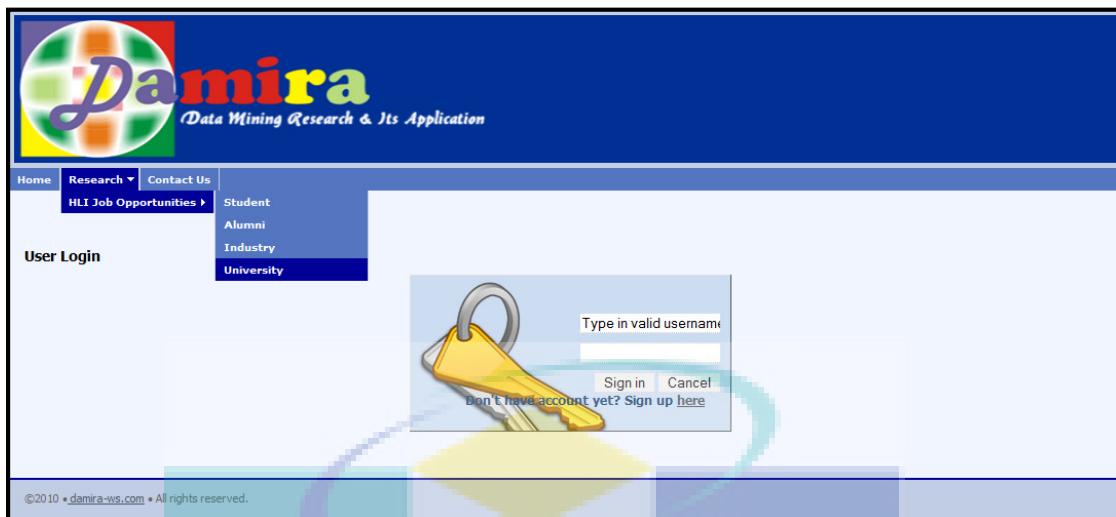 Damira
Data Mining Research & Its Application
Home Research ▾ Contact Us
HLI Job Opportunities ▸ Student
Alumni
Industry
University
User Login
Type in valid username
Sign in Cancel
Don't have account yet? Sign up here
©2010 • damira-ws.com • All rights reserved.